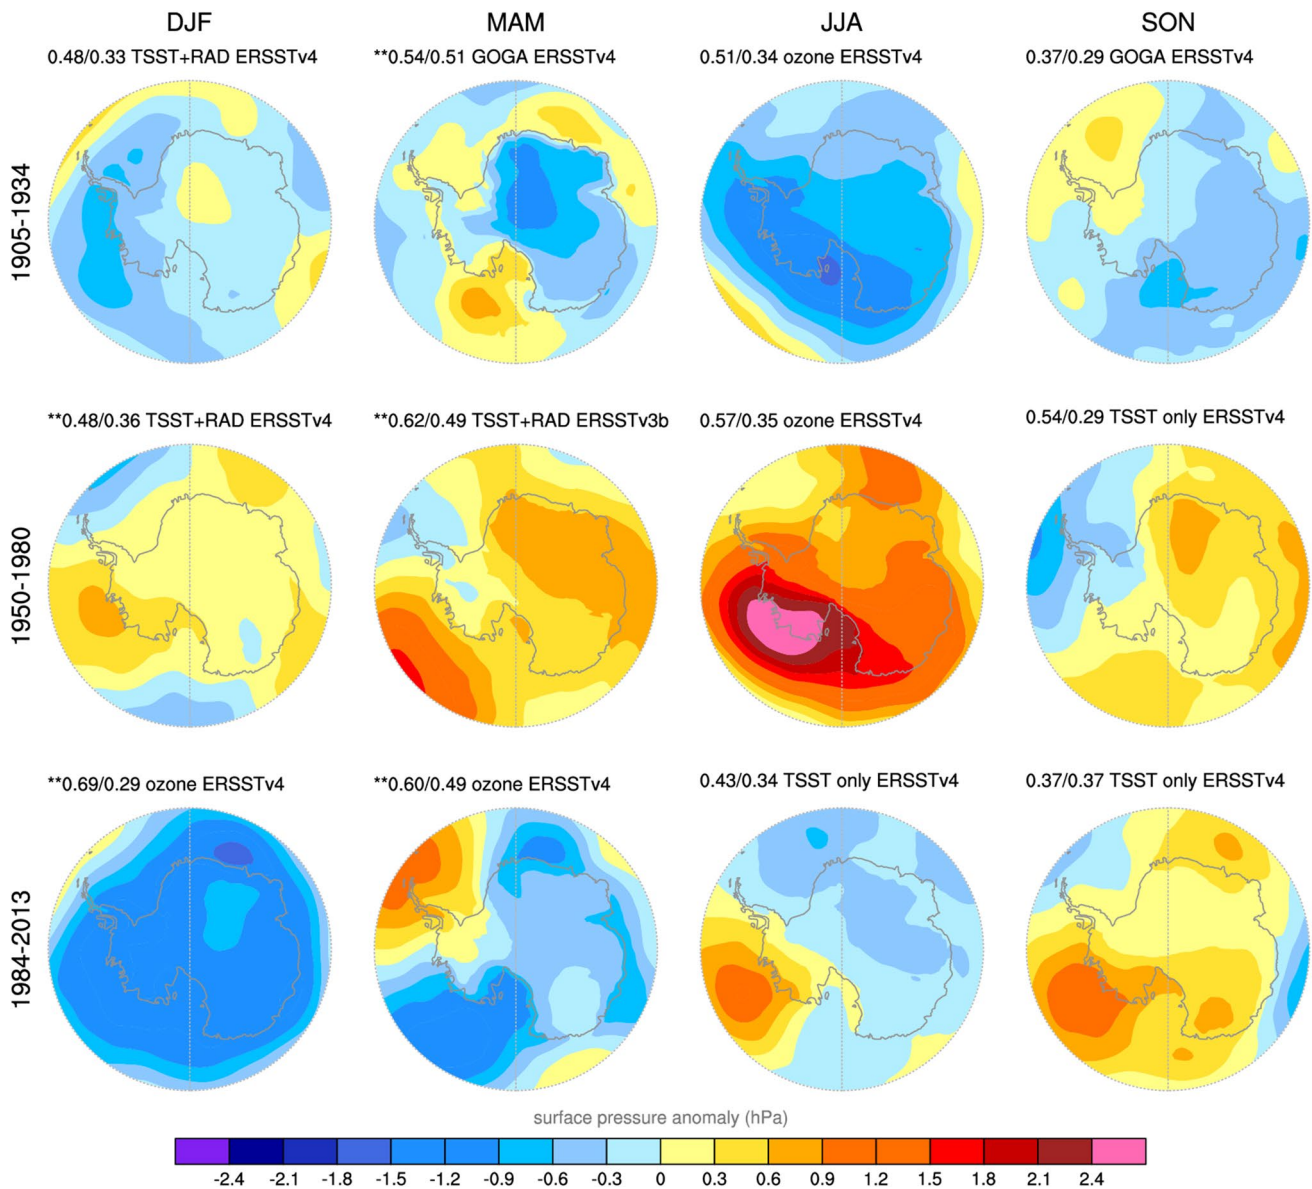 DJF MAM JJA SON
0.48/0.33 TSST+RAD ERSSTv4 **0.54/0.51 GOGA ERSSTv4 0.51/0.34 ozone ERSSTv4 0.37/0.29 GOGA ERSSTv4
1905-1934
**0.48/0.36 TSST+RAD ERSSTv4 **0.62/0.49 TSST+RAD ERSSTv3b 0.57/0.35 ozone ERSSTv4 0.54/0.29 TSST only ERSSTv4
1950-1980
**0.69/0.29 ozone ERSSTv4 **0.60/0.49 ozone ERSSTv4 0.43/0.34 TSST only ERSSTv4 0.37/0.37 TSST only ERSSTv4
1984-2013
surface pressure anomaly (hPa)
-2.4 -2.1 -1.8 -1.5 -1.2 -0.9 -0.6 -0.3 0 0.3 0.6 0.9 1.2 1.5 1.8 2.1 2.4